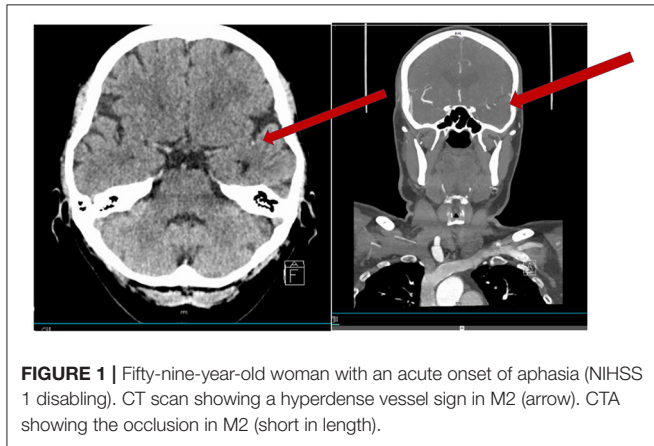 A
F
FIGURE 1 | Fifty-nine-year-old woman with an acute onset of aphasia (NIHSS
1 disabling). CT scan showing a hyperdense vessel sign in M2 (arrow). CTA
showing the occlusion in M2 (short in length).